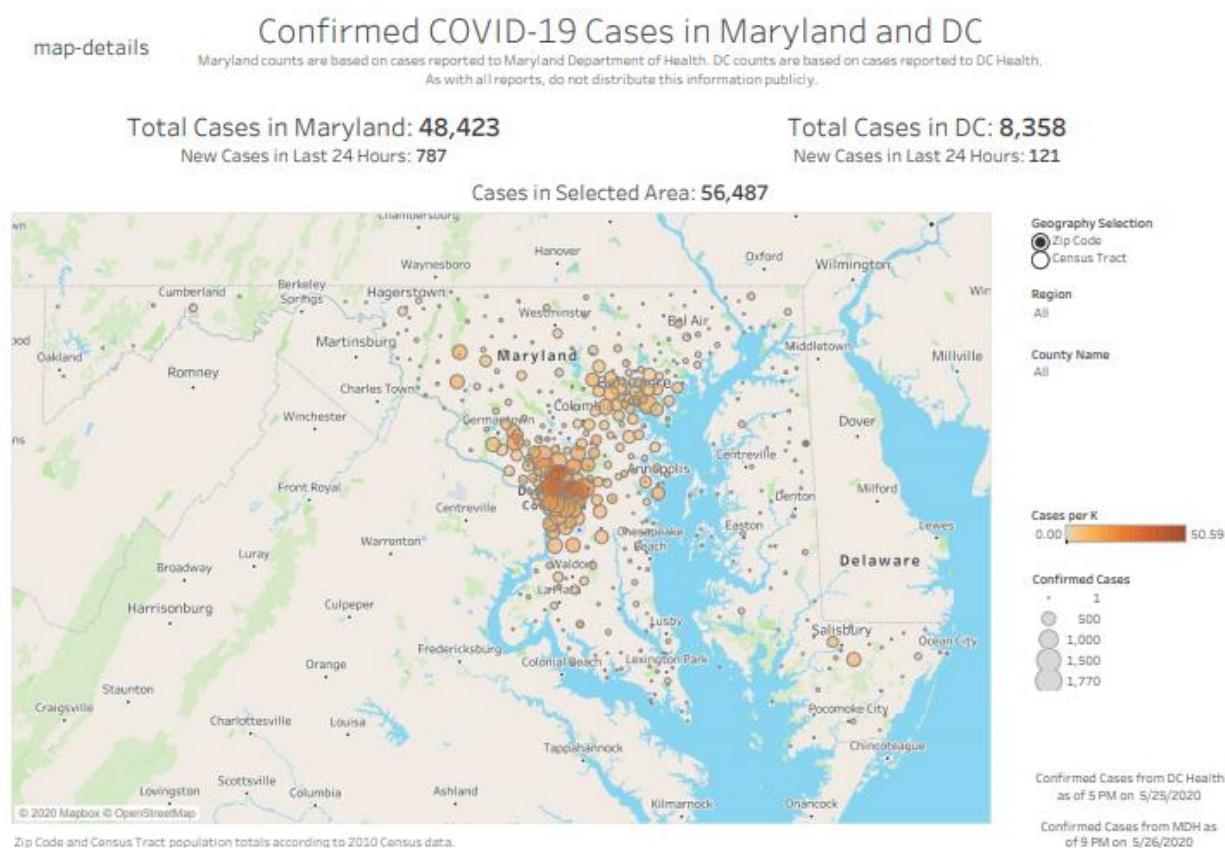 map-details
Confirmed COVID-19 Cases in Maryland and DC
Maryland counts are based on cases reported to Maryland Department of Health. DC counts are based on cases reported to DC Health.
As with all reports, do not distribute this information publicly.
Total Cases in Maryland: 48,423
New Cases in Last 24 Hours: 787
Total Cases in DC: 8,358
New Cases in Last 24 Hours: 121
Cases in Selected Area: 56,487
Chambersburg
Hanover
Oxford
Wilmington
Waynesboro
Cumberland
Berkeley
Springs
Hagerstown
Westminster
Bel Air
Oakland
Martinsburg
Maryland
Middletown
Millville
Romney
Charles Town
Winchester
Germantown
Dover
Centreville
Annapolis
Front Royal
Centreville
Denton
Milford
Warrenton
Chesapeake
Beach
Easton
Lewes
Luray
Waldorf
Delaware
Broadway
La Plata
Harrisonburg
Culpeper
Lusby
Salisbury
Ocean City
Fredericksburg
Colonial Beach
Lexington Park
Orange
Staunton
Craigsville
Pocomoke City
Charlottesville
Louisa
Chincoteague
Tappahannock
Scottsville
Lovington
Columbia
Ashland
Kilmarnock
Onancock
© 2020 Mapbox © OpenStreetMap
Geography Selection
Zip Code
Census Tract
Region
All
County Name
All
Cases per K
0.00 50.59
Confirmed Cases
1
500
1,000
1,500
1,770
Confirmed Cases from DC Health
as of 5 PM on 5/25/2020
Confirmed Cases from MDH as
of 9 PM on 5/26/2020
Zip Code and Census Tract population totals according to 2010 Census data.